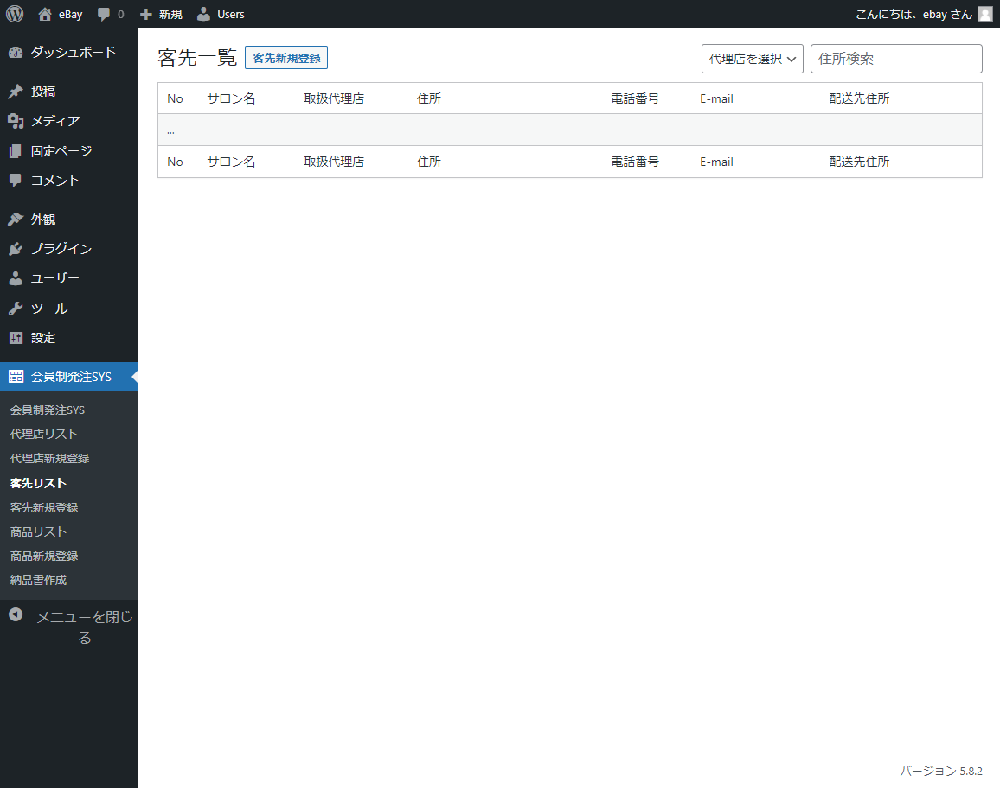 eBay 0 新規 Users こんにちは、ebay さん
ダッシュボード
投稿
メディア
固定ページ
コメント
外観
プラグイン
ユーザー
ツール
設定
会員制発注SYS
会員制発注SYS
代理店リスト
代理店新規登録
客先リスト
客先新規登録
商品リスト
商品新規登録
納品書作成
メニューを閉じ
る
客先一覧 客先新規登録 代理店を選択 住所検索
No サロン名 取扱代理店 住所 電話番号 E-mail 配送先住所
...
No サロン名 取扱代理店 住所 電話番号 E-mail 配送先住所
バージョン 5.8.2